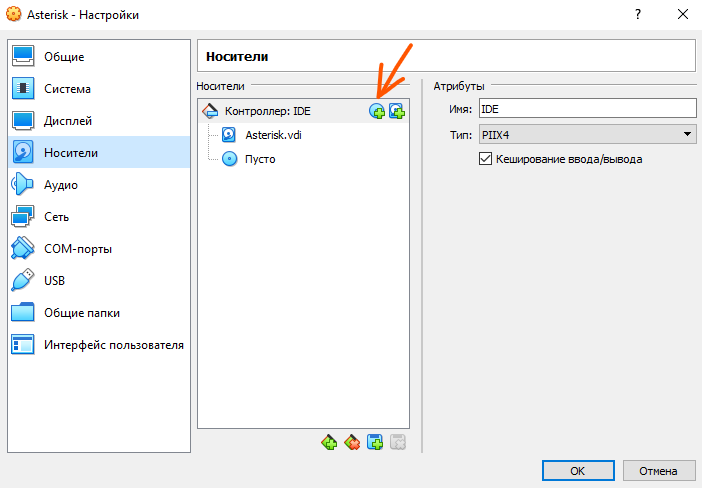 Asterisk - Настройки
?
Общие
Система
Дисплей
Носители
Аудио
Сеть
COM-порты
USB
Общие папки
Интерфейс пользователя
Носители
Носители
Контроллер: IDE
Asterisk.vdi
Пусто
Атрибуты
Имя: IDE
Тип: PIIX4
Кеширование ввода/вывода
OK Отмена